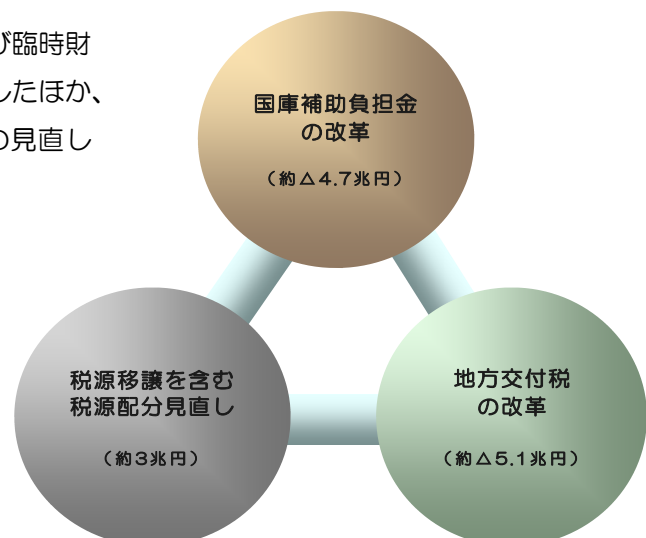 び臨時財
したほか、
の見直し
国庫補助負担金
の改革
（約△4.7兆円）
税源移譲を含む
税源配分見直し
（約3兆円）
地方交付税
の改革
（約△5.1兆円）